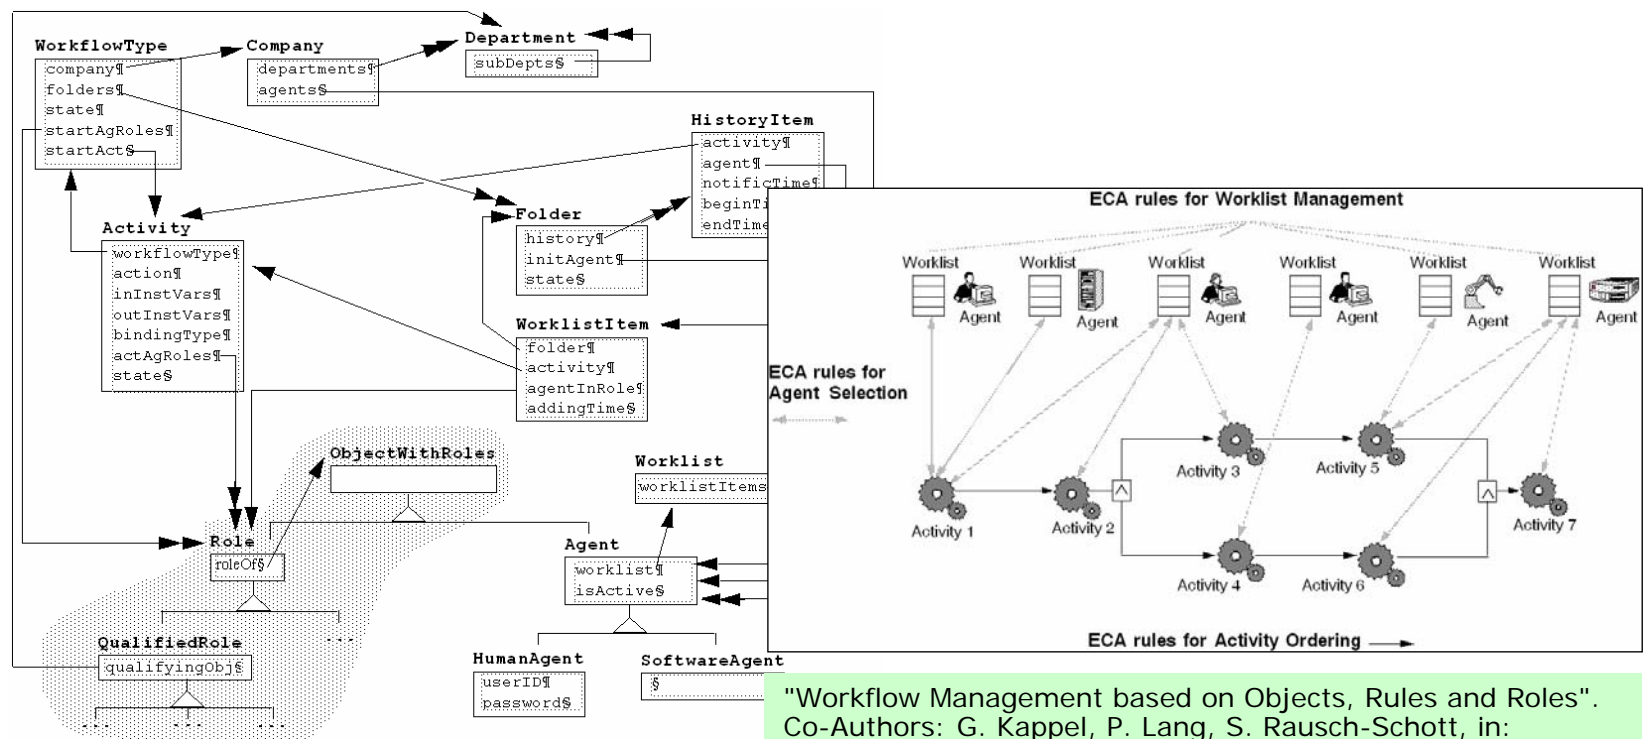 Department
subDepts§
WorkflowType
company¶
folders¶
state¶
startAgRoles¶
startAct§
Company
departments¶
agents§
HistoryItem
activity¶
agent¶
notificTime¶
beginTi
endTime
Activity
workflowType¶
action¶
inInstVars¶
outInstVars¶
bindingType¶
actAgRoles¶
state§
Folder
history¶
initAgent¶
state§
WorklistItem
folder¶
activity¶
agentInRole¶
addingTime§
ObjectWithRoles
Worklist
worklistItems
Role
roleOf§
Agent
worklist¶
isActive§
QualifiedRole
qualifyingObj§
HumanAgent
userID¶
password§
SoftwareAgent
§
ECA rules for Worklist Management
Worklist Worklist Worklist Worklist Worklist Worklist
Agent Agent Agent Agent Agent Agent
ECA rules for
Agent Selection
Activity 3 Activity 5
Activity 1 Activity 2 Activity 7
Activity 4 Activity 6
ECA rules for Activity Ordering
"Workflow Management based on Objects, Rules and Roles".
Co-Authors: G. Kappel, P. Lang, S. Rausch-Schott, in: